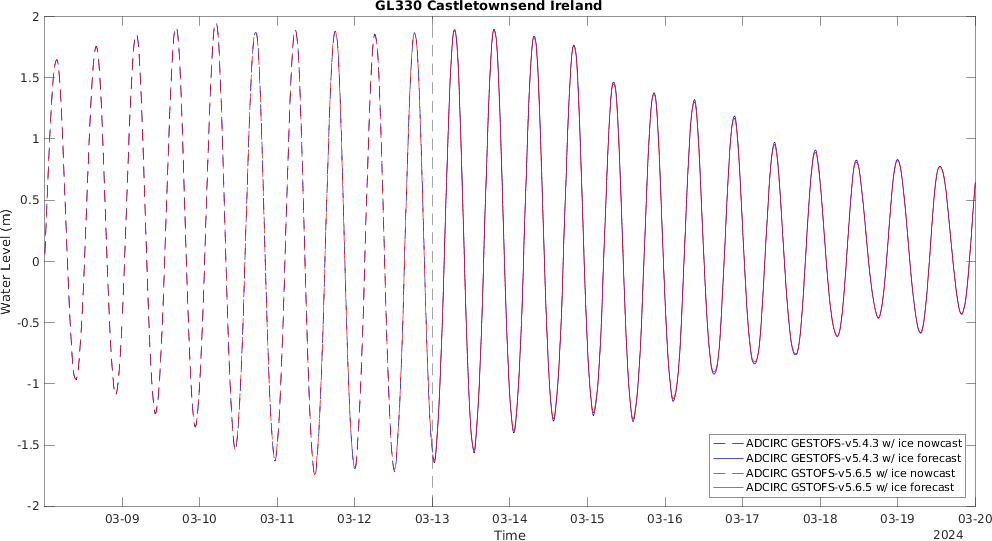 GL330 Castletownsend Ireland
2
1.5
1
0.5
0
-0.5
-1
-1.5
-2
Water Level (m)
03-09 03-10 03-11 03-12 03-13 03-14 03-15 03-16 03-17 03-18 03-19 03-20
Time
2024
ADCIRC GESTOFS-v5.4.3 w/ ice nowcast
ADCIRC GESTOFS-v5.4.3 w/ ice forecast
ADCIRC GSTOFS-v5.6.5 w/ ice nowcast
ADCIRC GSTOFS-v5.6.5 w/ ice forecast